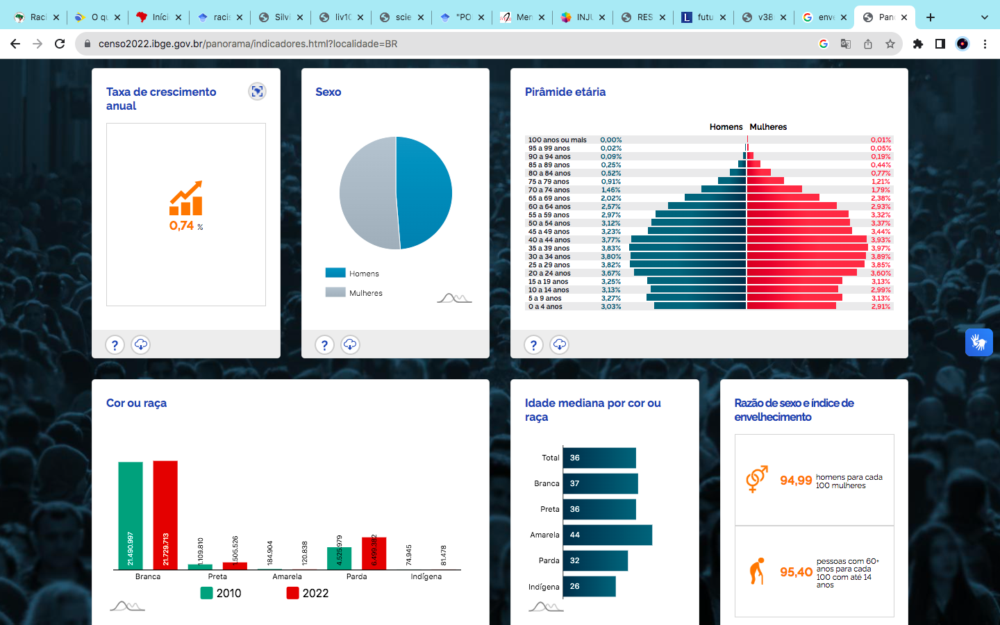 Raci
O qu
Iníci
racis
Silvi
liv10
scie
"PO
Men
INJU
RES
futu
v38
enve
Pano
censo2022.ibge.gov.br/panorama/indicadores.html?localidade=BR
Taxa de crescimento
anual
0,74 %
Sexo
Homens
Mulheres
Pirâmide etária
Homens Mulheres
100 anos ou mais 0,00% 0,01%
95 a 99 anos 0,02% 0,05%
90 a 94 anos 0,09% 0,19%
85 a 89 anos 0,25% 0,44%
80 a 84 anos 0,52% 0,77%
75 a 79 anos 0,91% 1,21%
70 a 74 anos 1,46% 1,79%
65 a 69 anos 2,02% 2,38%
60 a 64 anos 2,57% 2,93%
55 a 59 anos 2,97% 3,32%
50 a 54 anos 3,12% 3,37%
45 a 49 anos 3,23% 3,44%
40 a 44 anos 3,77% 3,93%
35 a 39 anos 3,83% 3,97%
30 a 34 anos 3,80% 3,89%
25 a 29 anos 3,82% 3,85%
20 a 24 anos 3,67% 3,60%
15 a 19 anos 3,25% 3,13%
10 a 14 anos 3,13% 2,99%
5 a 9 anos 3,27% 3,13%
0 a 4 anos 3,03% 2,91%
?
?
?
Cor ou raça
21.490.997
21.729.713
1.109.810
1.505.526
184.904
120.838
4.525.979
6.499.382
74.945
81.478
Branca Preta Amarela Parda Indígena
2010 2022
Idade mediana por cor ou
raça
Total 36
Branca 37
Preta 36
Amarela 44
Parda 32
Indígena 26
Razão de sexo e índice de
envelhecimento
94,99 homens para cada
100 mulheres
95,40
pessoas com 60+
anos para cada
100 com até 14
anos